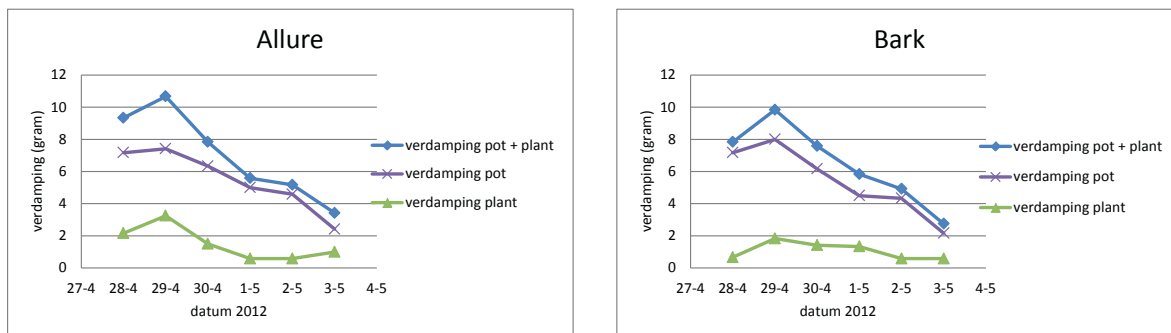 Allure
12
10
8
6
4
2
0
verdamping (gram)
27-4 28-4 29-4 30-4 1-5 2-5 3-5 4-5
datum 2012
verdamping pot + plant
verdamping pot
verdamping plant
Bark
12
10
8
6
4
2
0
verdamping (gram)
27-4 28-4 29-4 30-4 1-5 2-5 3-5 4-5
datum 2012
verdamping pot + plant
verdamping pot
verdamping plant